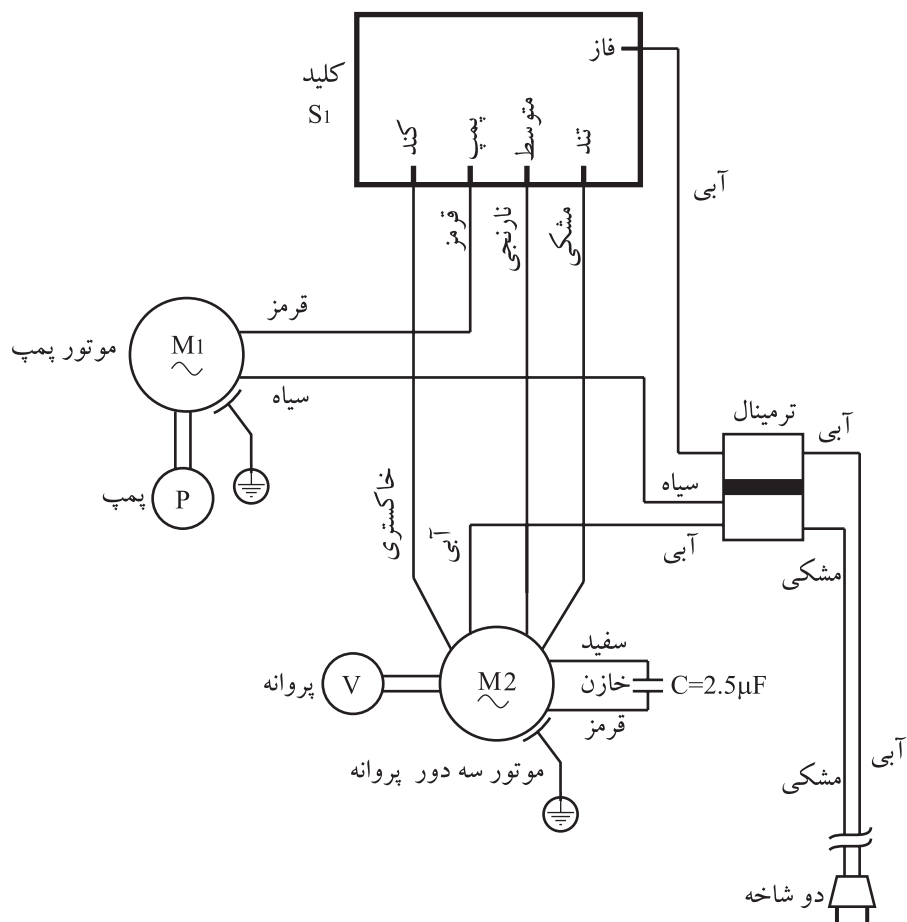 کلید
S1
فاز
کند
پمپ
متوسط
تند
آبی
قرمز
نارنجی
مشکی
قرمز
موتور پمپ
M1
سیاه
ترمینال
آبی
پمپ
P
خاکستری
آبی
سیاه
آبی
مشکی
سفید
پروانه
V
M2
خازن
C=2.5μF
قرمز
موتور سه دور پروانه
آبی
مشکی
دو شاخه